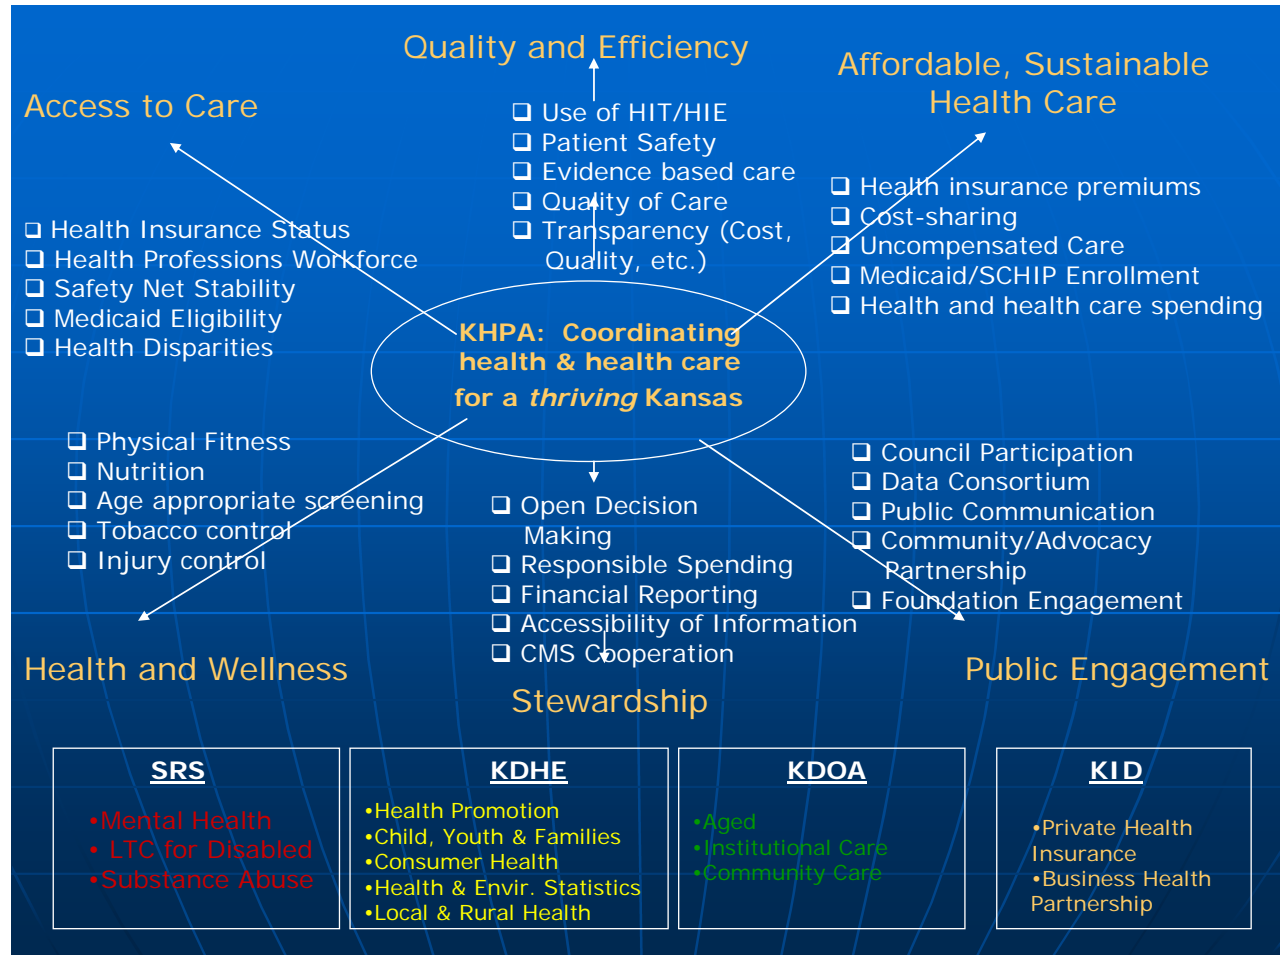 Quality and Efficiency
Affordable, Sustainable
Health Care
Access to Care
❑ Use of HIT/HIE
❑ Patient Safety
❑ Evidence based care
❑ Quality of Care
❑ Transparency (Cost,
Quality, etc.)
❑ Health insurance premiums
❑ Cost-sharing
❑ Uncompensated Care
❑ Medicaid/SCHIP Enrollment
❑ Health and health care spending
❑ Health Insurance Status
❑ Health Professions Workforce
❑ Safety Net Stability
❑ Medicaid Eligibility
❑ Health Disparities
KHPA: Coordinating
health & health care
for a thriving Kansas
❑ Physical Fitness
❑ Nutrition
❑ Age appropriate screening
❑ Tobacco control
❑ Injury control
❑ Open Decision
Making
❑ Responsible Spending
❑ Financial Reporting
❑ Accessibility of Information
❑ CMS Cooperation
❑ Council Participation
❑ Data Consortium
❑ Public Communication
❑ Community/Advocacy
Partnership
❑ Foundation Engagement
Health and Wellness
Stewardship
Public Engagement
SRS
•Mental Health
• LTC for Disabled
•Substance Abuse
KDHE
•Health Promotion
•Child, Youth & Families
•Consumer Health
•Health & Envir. Statistics
•Local & Rural Health
KDOA
•Aged
•Institutional Care
•Community Care
KID
•Private Health
Insurance
•Business Health
Partnership